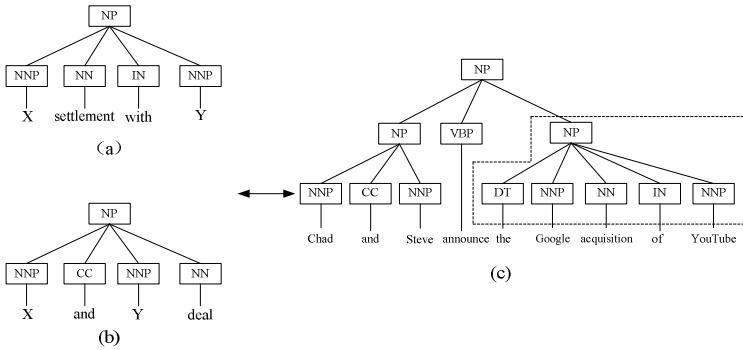 NP
NNP NN IN NNP
X settlement with Y
(a)
NP
NNP CC NNP NN
X and Y deal
(b)
NP
NP VBP NP
NNP CC NNP DT NNP NN IN NNP
Chad and Steve announce the Google acquisition of YouTube
(c)